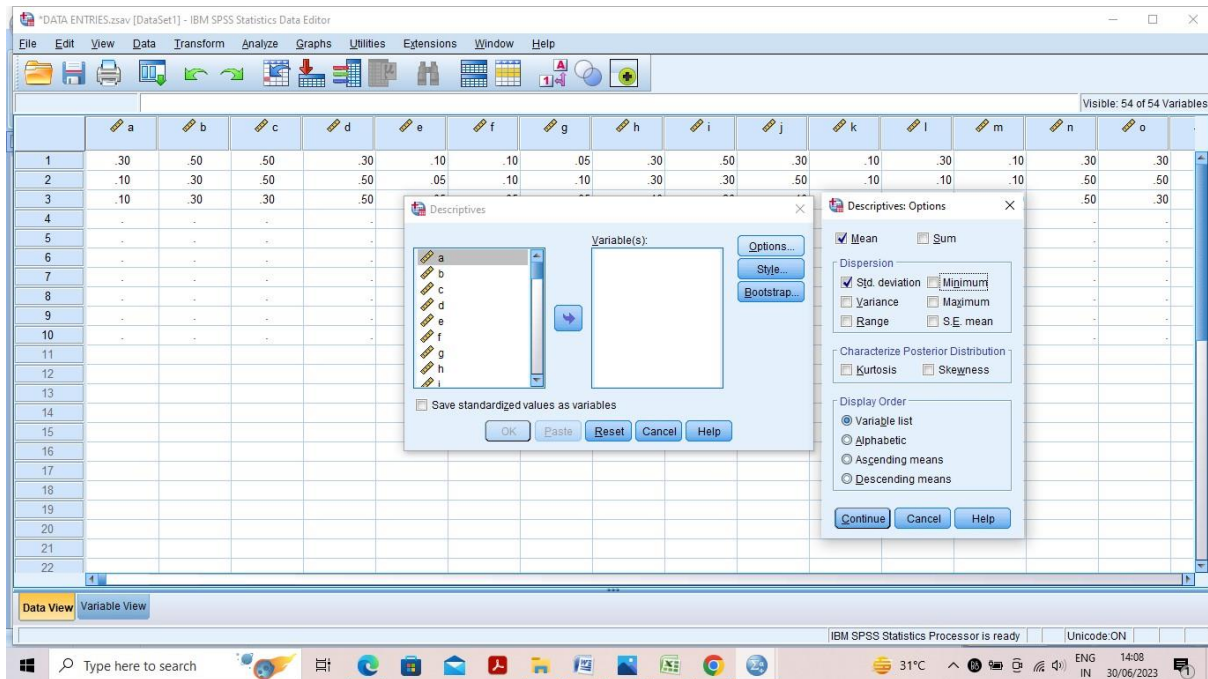 *DATA ENTRIES.zsav [DataSet1] - IBM SPSS Statistics Data Editor
File Edit View Data Transform Analyze Graphs Utilities Extensions Window Help
Visible: 54 of 54 Variables
a b c d e f g h i j k l m n o
1 .30 .50 .50 .30 .10 .10 .05 .30 .50 .30 .10 .30 .10 .30 .30
2 .10 .30 .50 .50 .05 .10 .10 .30 .30 .50 .10 .10 .10 .50 .50
3 .10 .30 .30 .50 .50 .30
4 . . . . .
5 . . . . .
6 . . . . .
7 . . . . .
8 . . . . .
9 . . . . .
10 . . . . .
11
12
13
14
15
16
17
18
19
20
21
22
Descriptives
Variable(s):
a
b
c
d
e
f
g
h
i
Options...
Style...
Bootstrap...
Save standardized values as variables
OK Paste Reset Cancel Help
Descriptives: Options
Mean Sum
Dispersion
Std. deviation Minimum
Variance Maximum
Range S.E. mean
Characterize Posterior Distribution
Kurtosis Skewness
Display Order
Variable list
Alphabetic
Ascending means
Descending means
Continue Cancel Help
Data View Variable View
IBM SPSS Statistics Processor is ready Unicode:ON
Type here to search 31°C ENG 14:08
IN 30/06/2023